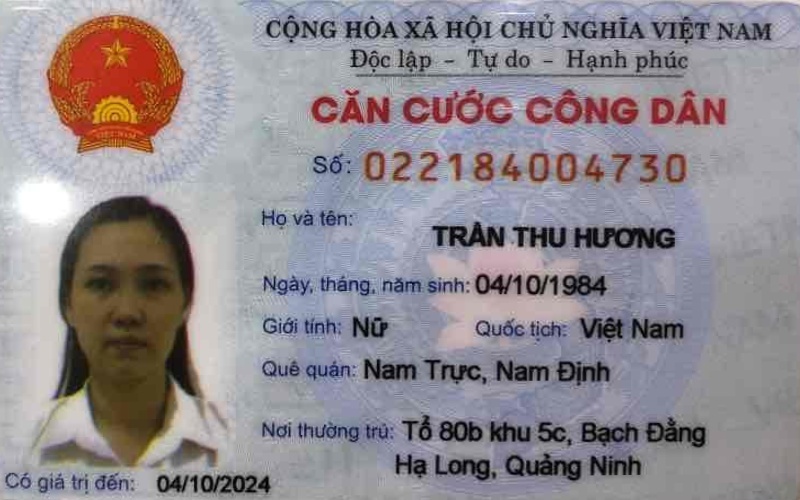 CỘNG HÒA XÃ HỘI CHỦ NGHĨA VIỆT NAM
Độc lập - Tự do - Hạnh phúc
CĂN CƯỚC CÔNG DÂN
VIỆT NAM
Số: 022184004730
Họ và tên:
TRẦN THU HƯƠNG
Ngày, tháng, năm sinh: 04/10/1984
Giới tính: Nữ Quốc tịch: Việt Nam
Quê quán: Nam Trực, Nam Định
Nơi thường trú: Tổ 80b khu 5c, Bạch Đằng
Hạ Long, Quảng Ninh
Có giá trị đến: 04/10/2024